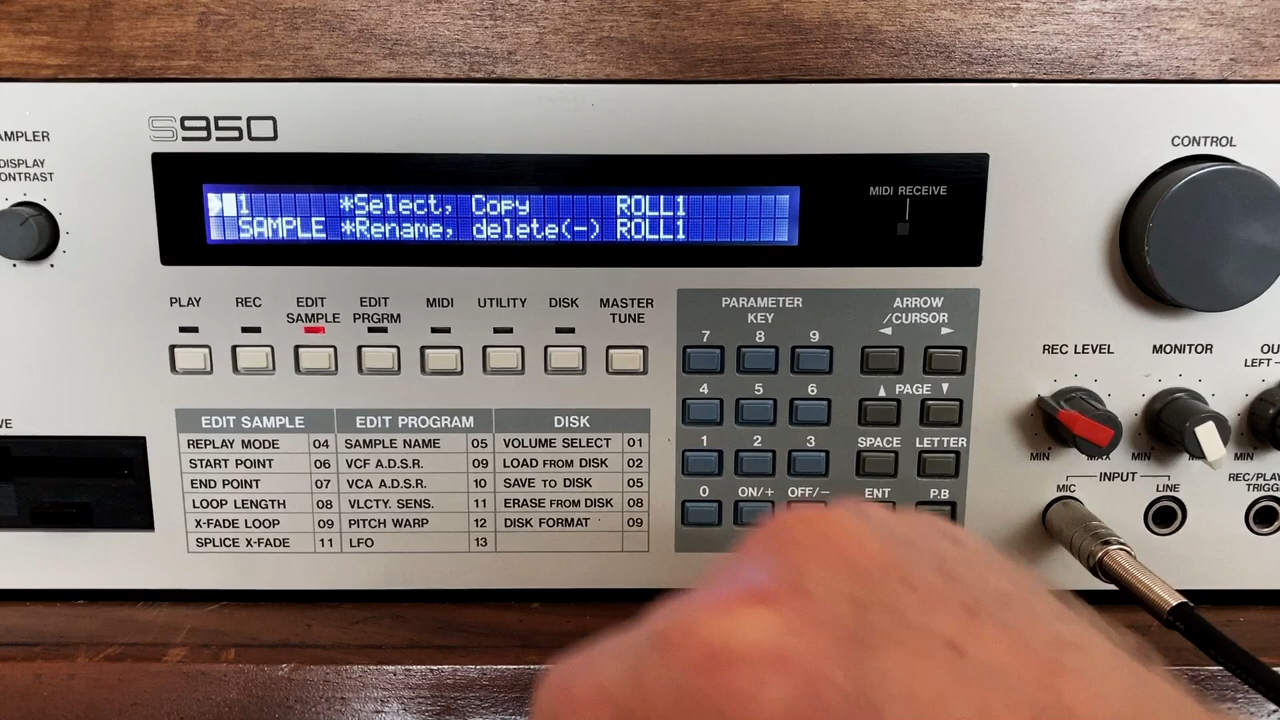 S950
AMPLER
DISPLAY
CONTRAST
1 *Select, Copy ROLL1
SAMPLE *Rename, delete(-) ROLL1
MIDI RECEIVE
CONTROL
PLAY
REC
EDIT
SAMPLE
EDIT
PRGRM
MIDI
UTILITY
DISK
MASTER
TUNE
PARAMETER
KEY
ARROW
/CURSOR
7 8 9
4 5 6
PAGE
1 2 3
SPACE LETTER
0 ON/+ OFF/- ENT P.B
REC LEVEL
MIN MAX
MONITOR
MIN
OU
LEFT
MIN
INPUT
MIC LINE
REC/PLAY
TRIGG
VE
EDIT SAMPLE EDIT PROGRAM DISK
REPLAY MODE 04 SAMPLE NAME 05 VOLUME SELECT 01
START POINT 06 VCF A.D.S.R. 09 LOAD FROM DISK 02
END POINT 07 VCA A.D.S.R. 10 SAVE TO DISK 05
LOOP LENGTH 08 VLCTY. SENS. 11 ERASE FROM DISK 08
X-FADE LOOP 09 PITCH WARP 12 DISK FORMAT 09
SPLICE X-FADE 11 LFO 13